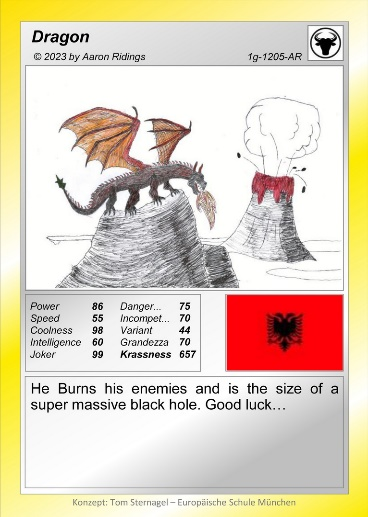 Dragon
© 2023 by Aaron Ridings 1g-1205-AR
Power 86 Danger... 75
Speed 55 Incompet... 70
Coolness 98 Variant 44
Intelligence 60 Grandezza 70
Joker 99 Krassness 657
He Burns his enemies and is the size of a
super massive black hole. Good luck…
Konzept: Tom Sternagel – Europäische Schule München